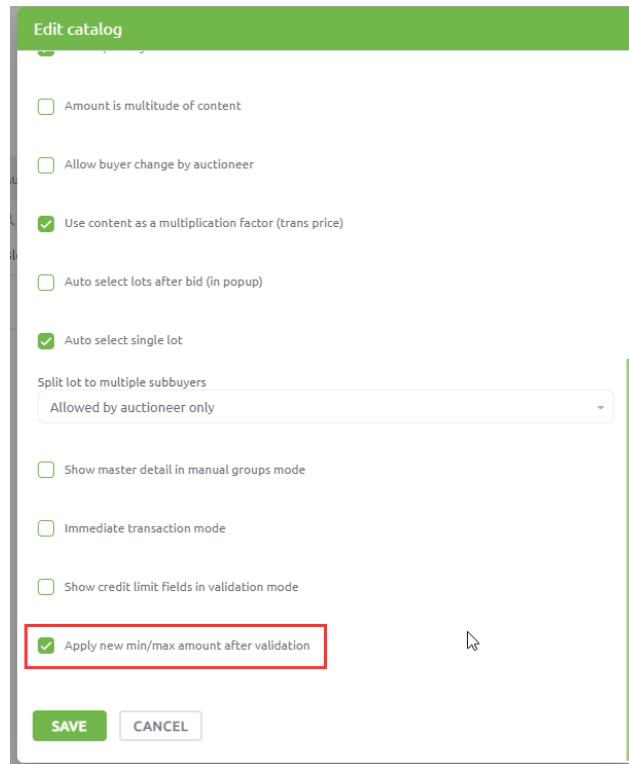 Edit catalog
Amount is multitude of content
Allow buyer change by auctioneer
Use content as a multiplication factor (trans price)
Auto select lots after bid (in popup)
Auto select single lot
Split lot to multiple subbuyers
Allowed by auctioneer only
Show master detail in manual groups mode
Immediate transaction mode
Show credit limit fields in validation mode
Apply new min/max amount after validation
SAVE CANCEL